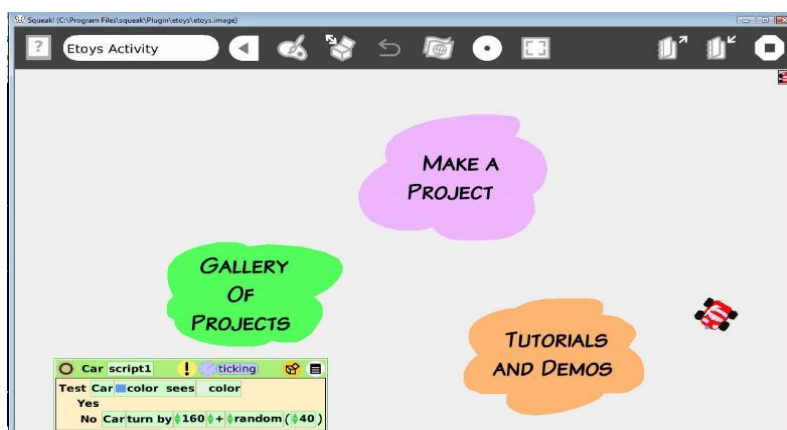 Squeak! (C:\Program Files\squeak\Plugin\etoys\etoys.image)
? Etoys Activity
MAKE A
PROJECT
GALLERY
OF
PROJECTS
TUTORIALS
AND DEMOS
Car script1 ! ticking
Test Car color sees color
Yes
No Car turn by 160 + random ( 40 )